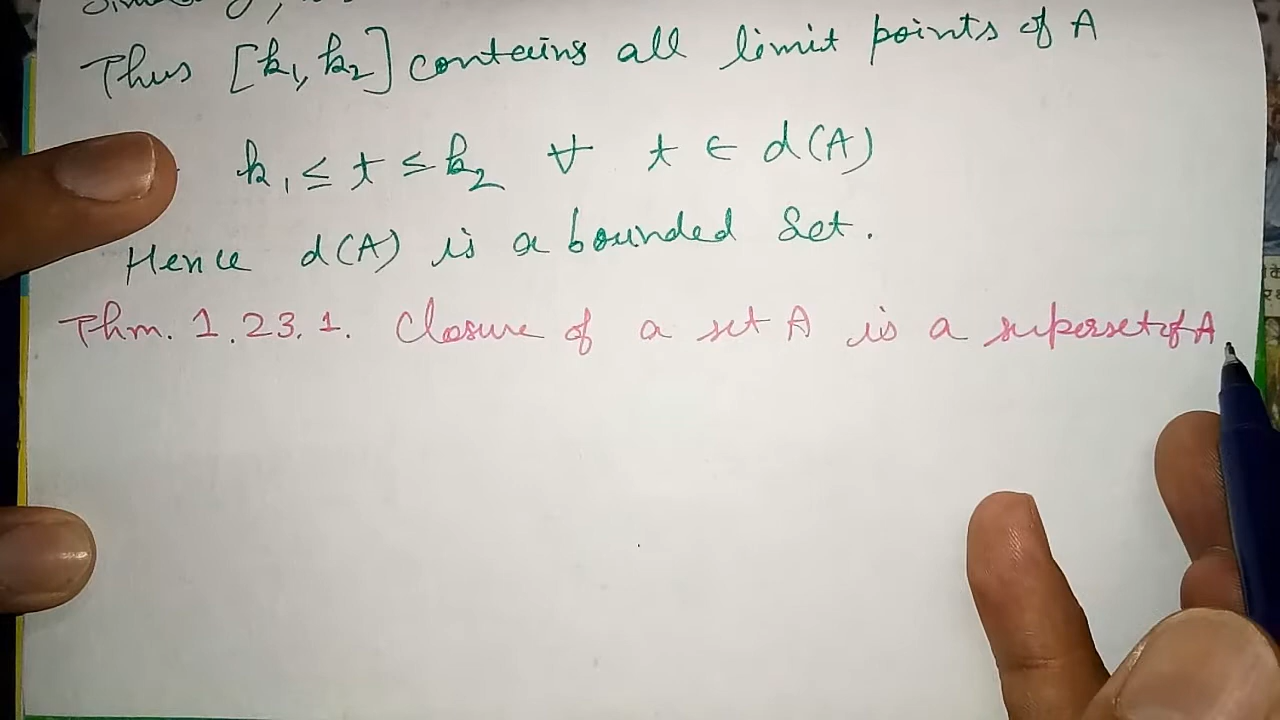 Thus [k₁, k₂] contains all limit points of A
k₁ ≤ t ≤ k₂ ∀ t ∈ d(A)
Hence d(A) is a bounded Set.
Thm. 1.23.1. Closure of a set A is a superset of A